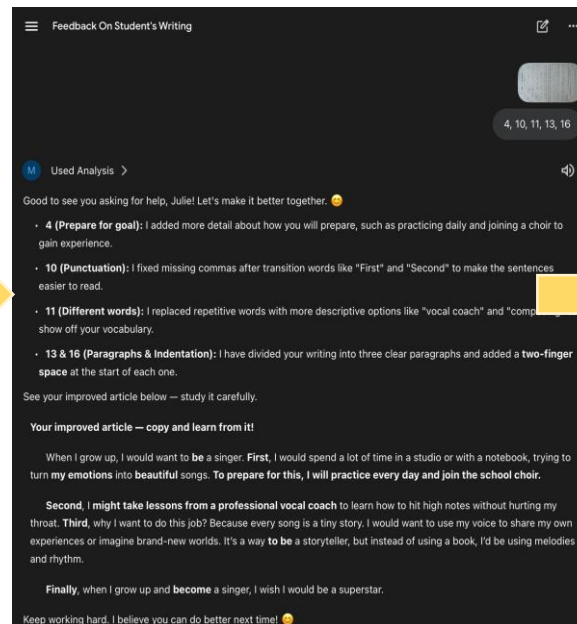 Feedback On Student's Writing
4, 10, 11, 13, 16
M Used Analysis >
Good to see you asking for help, Julie! Let's make it better together. 😊
• 4 (Prepare for goal): I added more detail about how you will prepare, such as practicing daily and joining a choir to
gain experience.
• 10 (Punctuation): I fixed missing commas after transition words like "First" and "Second" to make the sentences
easier to read.
• 11 (Different words): I replaced repetitive words with more descriptive options like "vocal coach" and
show off your vocabulary.
• 13 & 16 (Paragraphs & Indentation): I have divided your writing into three clear paragraphs and added a two-finger
space at the start of each one.
See your improved article below — study it carefully.
Your improved article — copy and learn from it!
When I grow up, I would want to be a singer. First, I would spend a lot of time in a studio or with a notebook, trying to
turn my emotions into beautiful songs. To prepare for this, I will practice every day and join the school choir.
Second, I might take lessons from a professional vocal coach to learn how to hit high notes without hurting my
throat. Third, why I want to do this job? Because every song is a tiny story. I would want to use my voice to share my own
experiences or imagine brand-new worlds. It's a way to be a storyteller, but instead of using a book, I'd be using melodies
and rhythm.
Finally, when I grow up and become a singer, I wish I would be a superstar.
Keep working hard. I believe you can do better next time! 😊